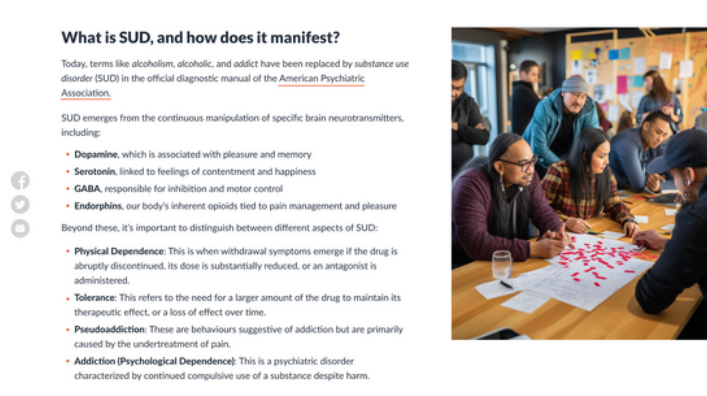 What is SUD, and how does it manifest?
Today, terms like alcoholism, alcoholic, and addict have been replaced by substance use
disorder (SUD) in the official diagnostic manual of the American Psychiatric
Association.
SUD emerges from the continuous manipulation of specific brain neurotransmitters,
including:
• Dopamine, which is associated with pleasure and memory
• Serotonin, linked to feelings of contentment and happiness
• GABA, responsible for inhibition and motor control
• Endorphins, our body's inherent opioids tied to pain management and pleasure
Beyond these, it's important to distinguish between different aspects of SUD:
• Physical Dependence: This is when withdrawal symptoms emerge if the drug is
abruptly discontinued, its dose is substantially reduced, or an antagonist is
administered.
• Tolerance: This refers to the need for a larger amount of the drug to maintain its
therapeutic effect, or a loss of effect over time.
• Pseudoaddiction: These are behaviours suggestive of addiction but are primarily
caused by the undertreatment of pain.
• Addiction (Psychological Dependence): This is a psychiatric disorder
characterized by continued compulsive use of a substance despite harm.